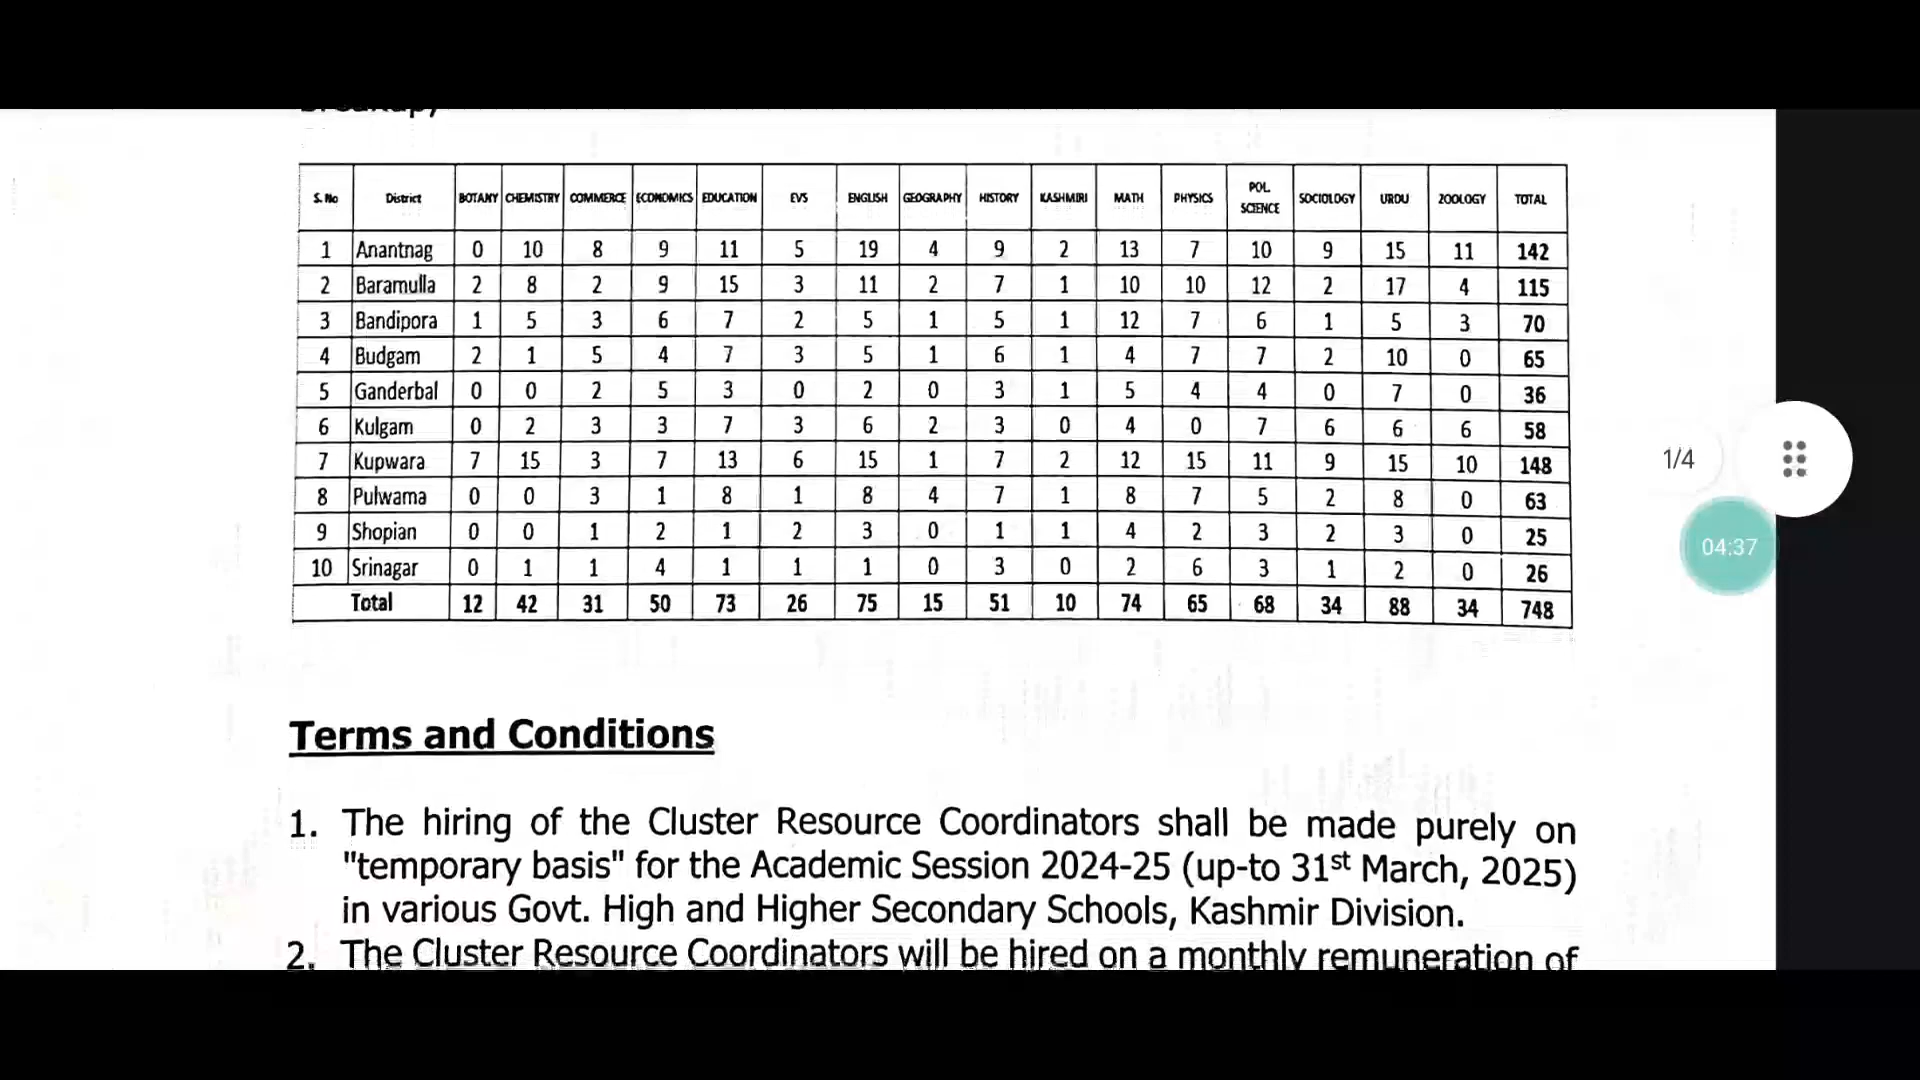 S. No District BOTANY CHEMISTRY COMMERCE ECONOMICS EDUCATION EVS ENGLISH GEOGRAPHY HISTORY KASHMIRI MATH PHYSICS POL. SCIENCE SOCIOLOGY URDU ZOOLOGY TOTAL
1 Anantnag 0 10 8 9 11 5 19 4 9 2 13 7 10 9 15 11 142
2 Baramulla 2 8 2 9 15 3 11 2 7 1 10 10 12 2 17 4 115
3 Bandipora 1 5 3 6 7 2 5 1 5 1 12 7 6 1 5 3 70
4 Budgam 2 1 5 4 7 3 5 1 6 1 4 7 7 2 10 0 65
5 Ganderbal 0 0 2 5 3 0 2 0 3 1 5 4 4 0 7 0 36
6 Kulgam 0 2 3 3 7 3 6 2 3 0 4 0 7 6 6 6 58
7 Kupwara 7 15 3 7 13 6 15 1 7 2 12 15 11 9 15 10 148
8 Pulwama 0 0 3 1 8 1 8 4 7 1 8 7 5 2 8 0 63
9 Shopian 0 0 1 2 1 2 3 0 1 1 4 2 3 2 3 0 25
10 Srinagar 0 1 1 4 1 1 1 0 3 0 2 6 3 1 2 0 26
Total 12 42 31 50 73 26 75 15 51 10 74 65 68 34 88 34 748
1/4
04:37
Terms and Conditions
1. The hiring of the Cluster Resource Coordinators shall be made purely on
"temporary basis" for the Academic Session 2024-25 (up-to 31st March, 2025)
in various Govt. High and Higher Secondary Schools, Kashmir Division.
2. The Cluster Resource Coordinators will be hired on a monthly remuneration of